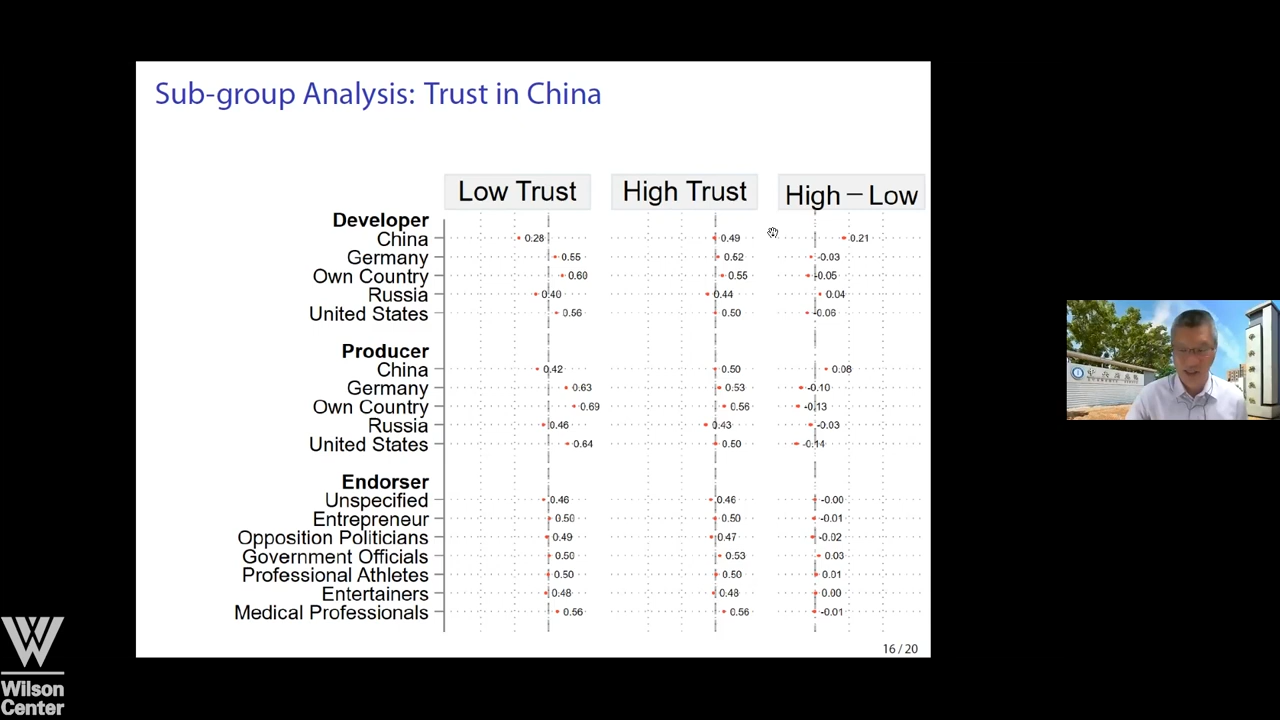 Sub-group Analysis: Trust in China
Low Trust High Trust High – Low
Developer
China 0.28 0.49 0.21
Germany 0.55 0.52 -0.03
Own Country 0.60 0.55 -0.05
Russia 0.40 0.44 0.04
United States 0.56 0.50 -0.06
Producer
China 0.42 0.50 0.08
Germany 0.63 0.53 -0.10
Own Country 0.69 0.56 -0.13
Russia 0.46 0.43 -0.03
United States 0.64 0.50 -0.14
Endorser
Unspecified 0.46 0.46 -0.00
Entrepreneur 0.50 0.50 -0.01
Opposition Politicians 0.49 0.47 -0.02
Government Officials 0.50 0.53 0.03
Professional Athletes 0.50 0.50 0.01
Entertainers 0.48 0.48 0.00
Medical Professionals 0.56 0.56 -0.01
16 / 20
Wilson
Center